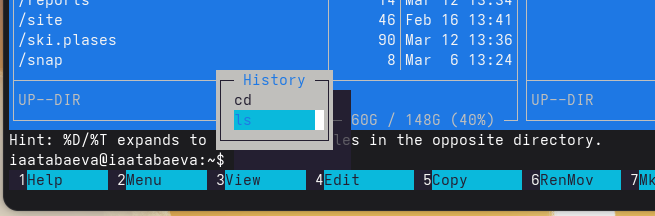 /reports 14 Mar 12 13:34
/site 46 Feb 16 13:41
/ski.plases 90 Mar 12 13:36
/snap 8 Mar 6 13:24
History
cd
UP--DIR UP--DIR
ls
60G / 148G (40%)
Hint: %D/%T expands to les in the opposite directory.
iaatabaeva@iaatabaeva:~$
1Help 2Menu 3View 4Edit 5Copy 6RenMov 7Mk